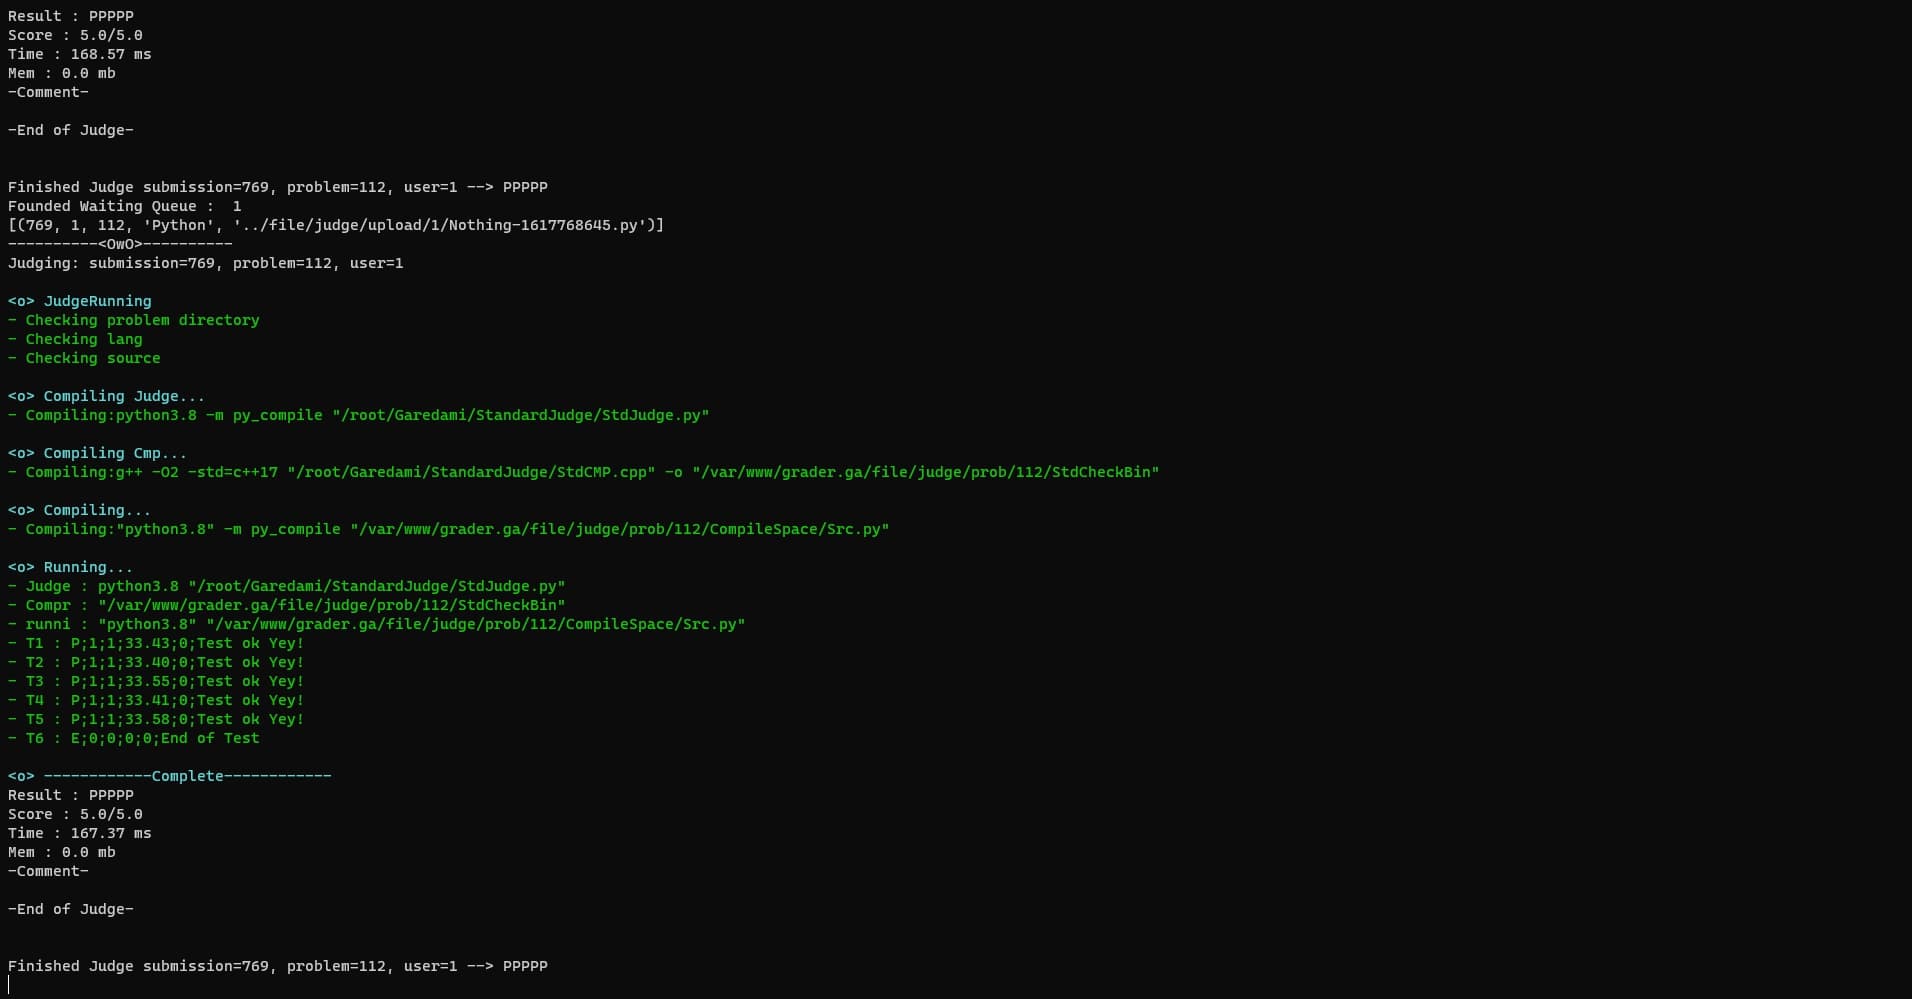 Result : PPPPP
Score : 5.0/5.0
Time : 168.57 ms
Mem : 0.0 mb
-Comment-
-End of Judge-
Finished Judge submission=769, problem=112, user=1 --> PPPPP
Founded Waiting Queue :  1
[(769, 1, 112, 'Python', '../file/judge/upload/1/Nothing-1617768645.py')]
----------<OwO>----------
Judging: submission=769, problem=112, user=1
<o> JudgeRunning
- Checking problem directory
- Checking lang
- Checking source
<o> Compiling Judge...
- Compiling:python3.8 -m py_compile "/root/Garedami/StandardJudge/StdJudge.py"
<o> Compiling Cmp...
- Compiling:g++ -O2 -std=c++17 "/root/Garedami/StandardJudge/StdCMP.cpp" -o "/var/www/grader.ga/file/judge/prob/112/StdCheckBin"
<o> Compiling...
- Compiling:"python3.8" -m py_compile "/var/www/grader.ga/file/judge/prob/112/CompileSpace/Src.py"
<o> Running...
- Judge : python3.8 "/root/Garedami/StandardJudge/StdJudge.py"
- Compr : "/var/www/grader.ga/file/judge/prob/112/StdCheckBin"
- runni : "python3.8" "/var/www/grader.ga/file/judge/prob/112/CompileSpace/Src.py"
- T1 : P;1;1;33.43;0;Test ok Yey!
- T2 : P;1;1;33.40;0;Test ok Yey!
- T3 : P;1;1;33.55;0;Test ok Yey!
- T4 : P;1;1;33.41;0;Test ok Yey!
- T5 : P;1;1;33.58;0;Test ok Yey!
- T6 : E;0;0;0;0;End of Test
<o> ------------Complete------------
Result : PPPPP
Score : 5.0/5.0
Time : 167.37 ms
Mem : 0.0 mb
-Comment-
-End of Judge-
Finished Judge submission=769, problem=112, user=1 --> PPPPP